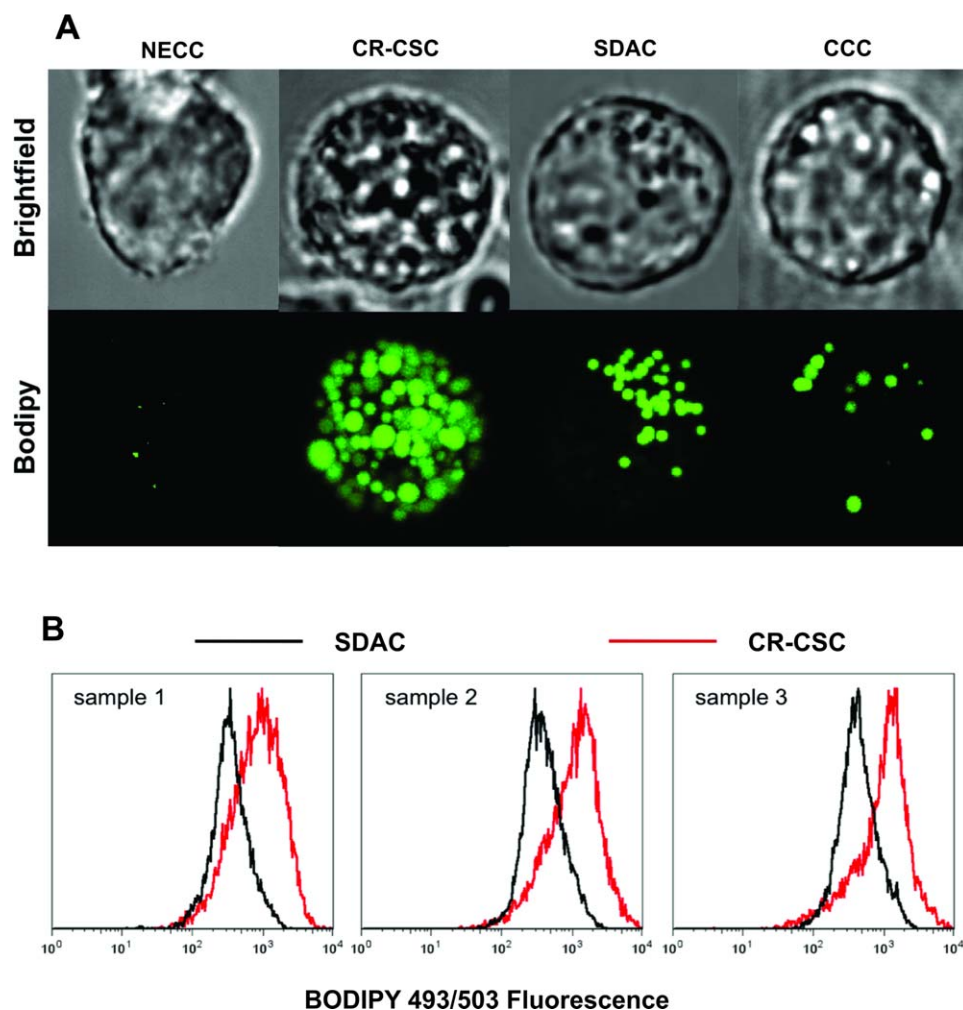 A
NECC CR-CSC SDAC CCC
Brightfield
Bodipy
B
SDAC CR-CSC
sample 1 sample 2 sample 3
10⁰ 10¹ 10² 10³ 10⁴ 10⁰ 10¹ 10² 10³ 10⁴ 10⁰ 10¹ 10² 10³ 10⁴
BODIPY 493/503 Fluorescence